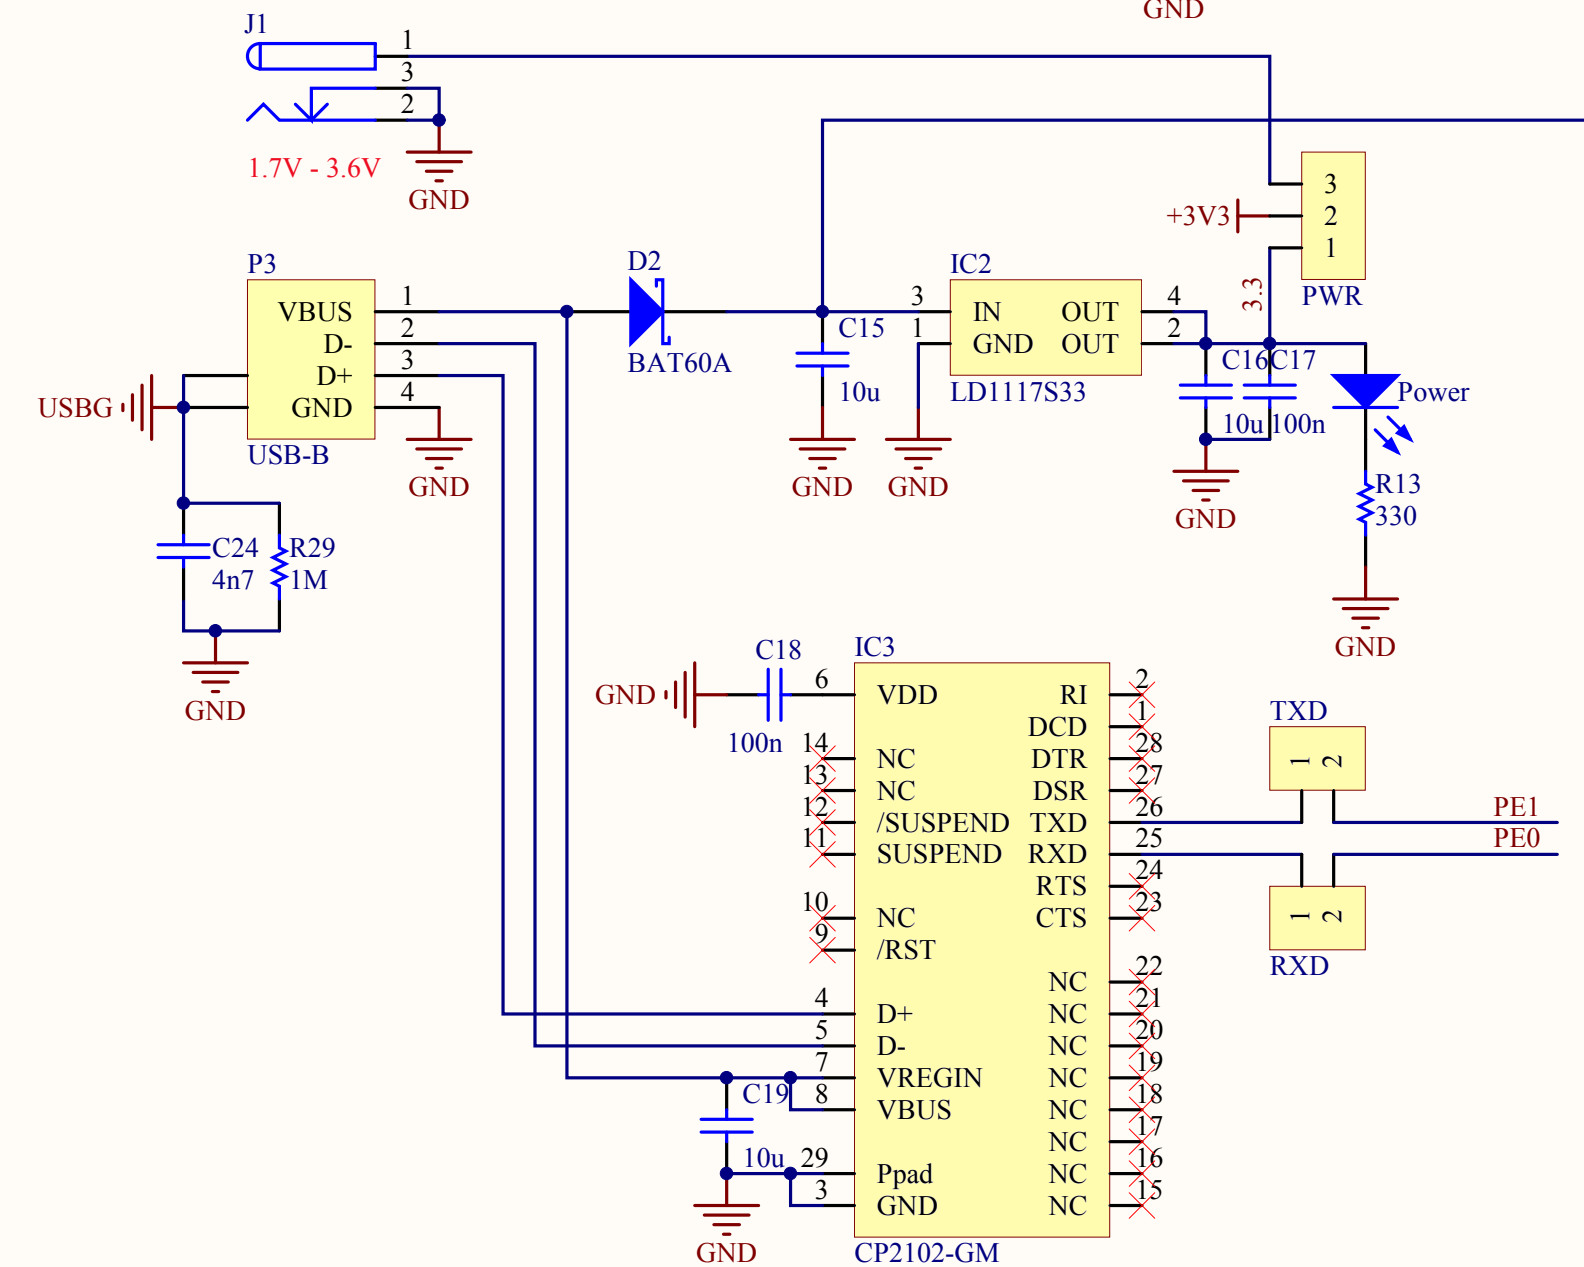 GND
J1
1
3
2
1.7V - 3.6V
GND
3
+3V3 2
1
3.3
PWR
P3
VBUS 1
D- 2
D+ 3
GND 4
USBG
USB-B
GND
C24
4n7
R29
1M
GND
D2
BAT60A
C15
10u
GND
IC2
3 IN OUT 4
1 GND OUT 2
LD1117S33
GND
C16 C17
10u 100n
GND
Power
R13
330
GND
IC3
C18
GND
100n
6 VDD RI 2
DCD 1
14 NC DTR 28
13 NC DSR 27
12 /SUSPEND TXD 26
11 SUSPEND RXD 25
RTS 24
10 NC CTS 23
9 /RST
NC 22
4 D+ NC 21
5 D- NC 20
7 VREGIN NC 19
8 VBUS NC 18
NC 17
29 Ppad NC 16
3 GND NC 15
CP2102-GM
C19
10u
GND
TXD
1 2
PE1
PE0
1 2
RXD